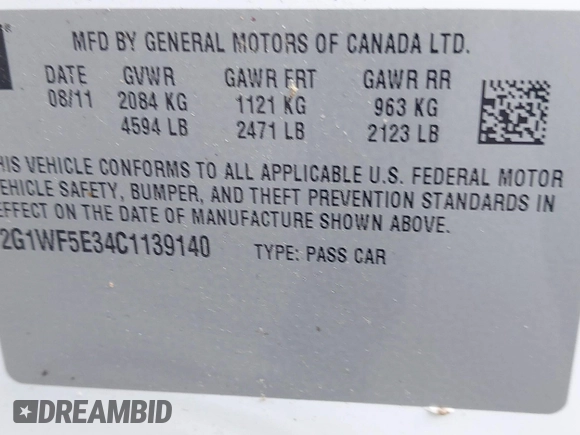 MFD BY GENERAL MOTORS OF CANADA LTD.
DATE GVWR GAWR FRT GAWR RR
08/11 2084 KG 1121 KG 963 KG
4594 LB 2471 LB 2123 LB
HIS VEHICLE CONFORMS TO ALL APPLICABLE U.S. FEDERAL MOTOR
VEHICLE SAFETY, BUMPER, AND THEFT PREVENTION STANDARDS IN
EFFECT ON THE DATE OF MANUFACTURE SHOWN ABOVE.
2G1WF5E34C1139140 TYPE: PASS CAR
DREAMBID